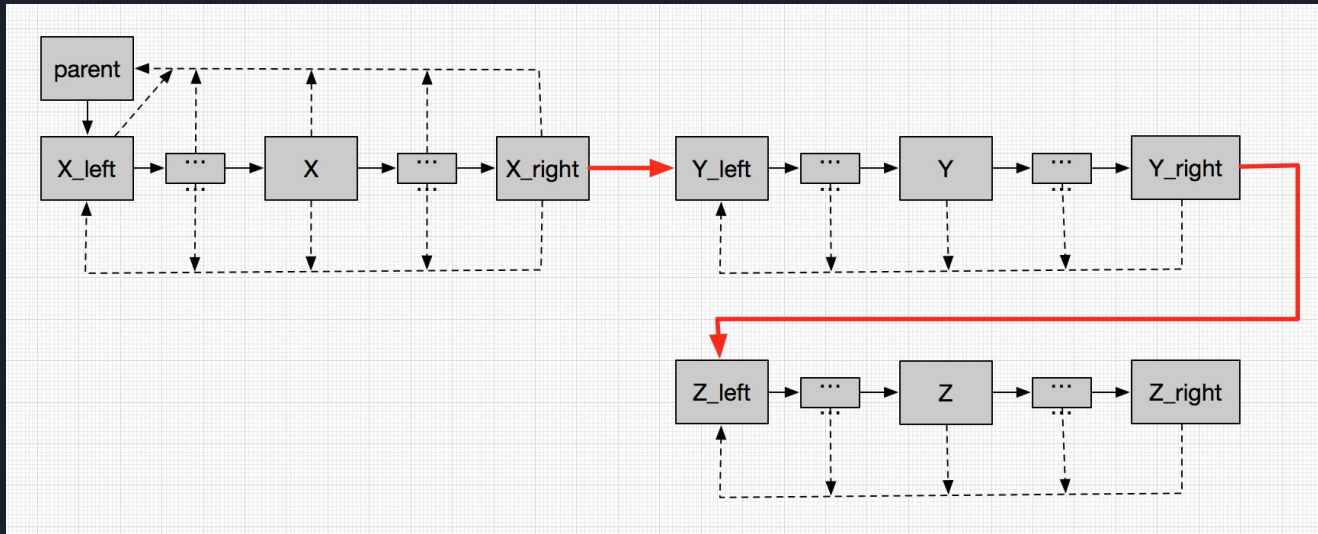 parent
X_left
...
X
...
X_right
Y_left
...
Y
...
Y_right
Z_left
...
Z
...
Z_right